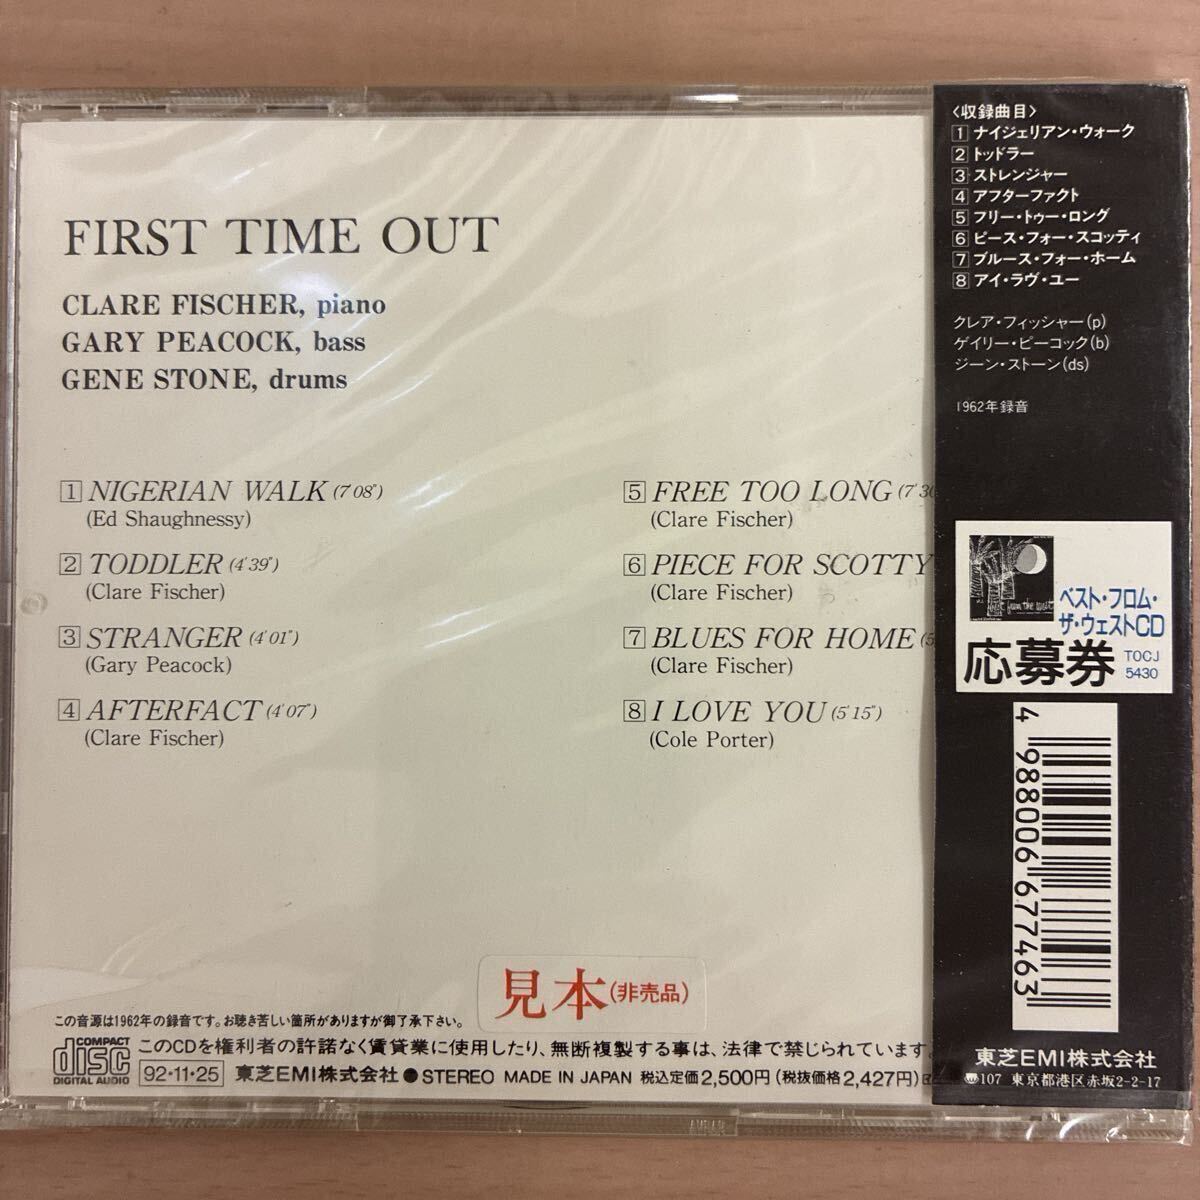 FIRST TIME OUT
CLARE FISCHER, piano
GARY PEACOCK, bass
GENE STONE, drums
1 NIGERIAN WALK (7'08")
(Ed Shaughnessy)
2 TODDLER (4'39")
(Clare Fischer)
3 STRANGER (4'01")
(Gary Peacock)
4 AFTERFACT (4'07")
(Clare Fischer)
5 FREE TOO LONG (7'30
(Clare Fischer)
6 PIECE FOR SCOTTY
(Clare Fischer)
7 BLUES FOR HOME (5
(Clare Fischer)
8 I LOVE YOU (5'15")
(Cole Porter)
見本(非売品)
この音源は1962年の録音です。お聴き苦しい箇所がありますが御了承下さい。
COMPACT disc DIGITAL AUDIO
このCDを権利者の許諾なく賃貸業に使用したり、無断複製する事は、法律で禁じられています。
92・11・25 東芝EMI株式会社 ● STEREO MADE IN JAPAN 税込定価2,500円(税抜価格2,427円)
〈収録曲目〉
1 ナイジェリアン・ウォーク
2 トッドラー
3 ストレンジャー
4 アフターファクト
5 フリー・トゥー・ロング
6 ピース・フォー・スコッティ
7 ブルース・フォー・ホーム
8 アイ・ラヴ・ユー
クレア・フィッシャー(p)
ゲイリー・ピーコック(b)
ジーン・ストーン(ds)
1962年録音
from the west
ベスト・フロム・
ザ・ウェストCD
応募券
TOCJ
5430
4 988006 677463
東芝EMI株式会社
107 東京都港区赤坂2-2-17